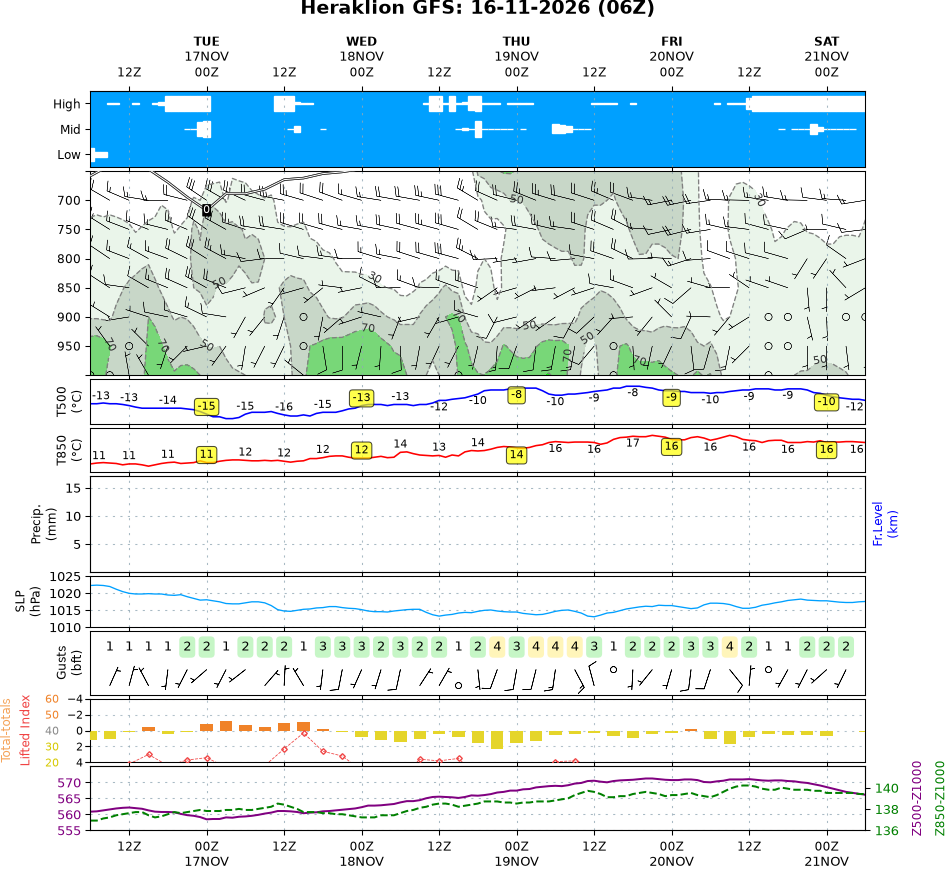 Heraklion GFS: 16-11-2026 (06Z)
TUE WED THU FRI SAT
17NOV 18NOV 19NOV 20NOV 21NOV
12Z 00Z 12Z 00Z 12Z 00Z 12Z 00Z 12Z 00Z
High
Mid
Low
700
750
800
850
900
950
0
50
50
30
30
70
70
50
70
50
50
50
70
70
50
T500
(°C)
-13 -13 -14 -15 -15 -16 -15 -13 -13 -12 -10 -8 -10 -9 -8 -9 -10 -9 -9 -10 -12
T850
(°C)
11 11 11 11 12 12 12 12 14 13 14 14 16 16 17 16 16 16 16 16 16
Precip.
(mm)
15
10
5
Fr.Level
(km)
SLP
(hPa)
1025
1020
1015
1010
Gusts
(bft)
1 1 1 1 2 2 1 2 2 2 1 3 3 3 2 3 2 2 1 2 4 3 4 4 4 3 1 2 2 2 3 3 4 2 1 1 2 2 2
Total-totals
Lifted Index
60 −4
50 −2
40 0
30 2
20 4
570
565
560
555
140
138
136
Z500-Z1000
Z850-Z1000
12Z 00Z 12Z 00Z 12Z 00Z 12Z 00Z 12Z 00Z
17NOV 18NOV 19NOV 20NOV 21NOV